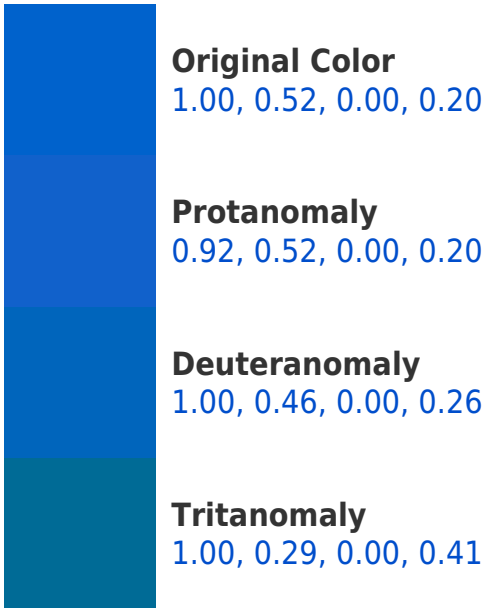 Original Color
1.00, 0.52, 0.00, 0.20
Protanomaly
0.92, 0.52, 0.00, 0.20
Deuteranomaly
1.00, 0.46, 0.00, 0.26
Tritanomaly
1.00, 0.29, 0.00, 0.41